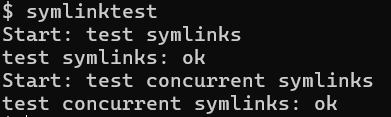 $ symlinktest
Start: test symlinks
test symlinks: ok
Start: test concurrent symlinks
test concurrent symlinks: ok